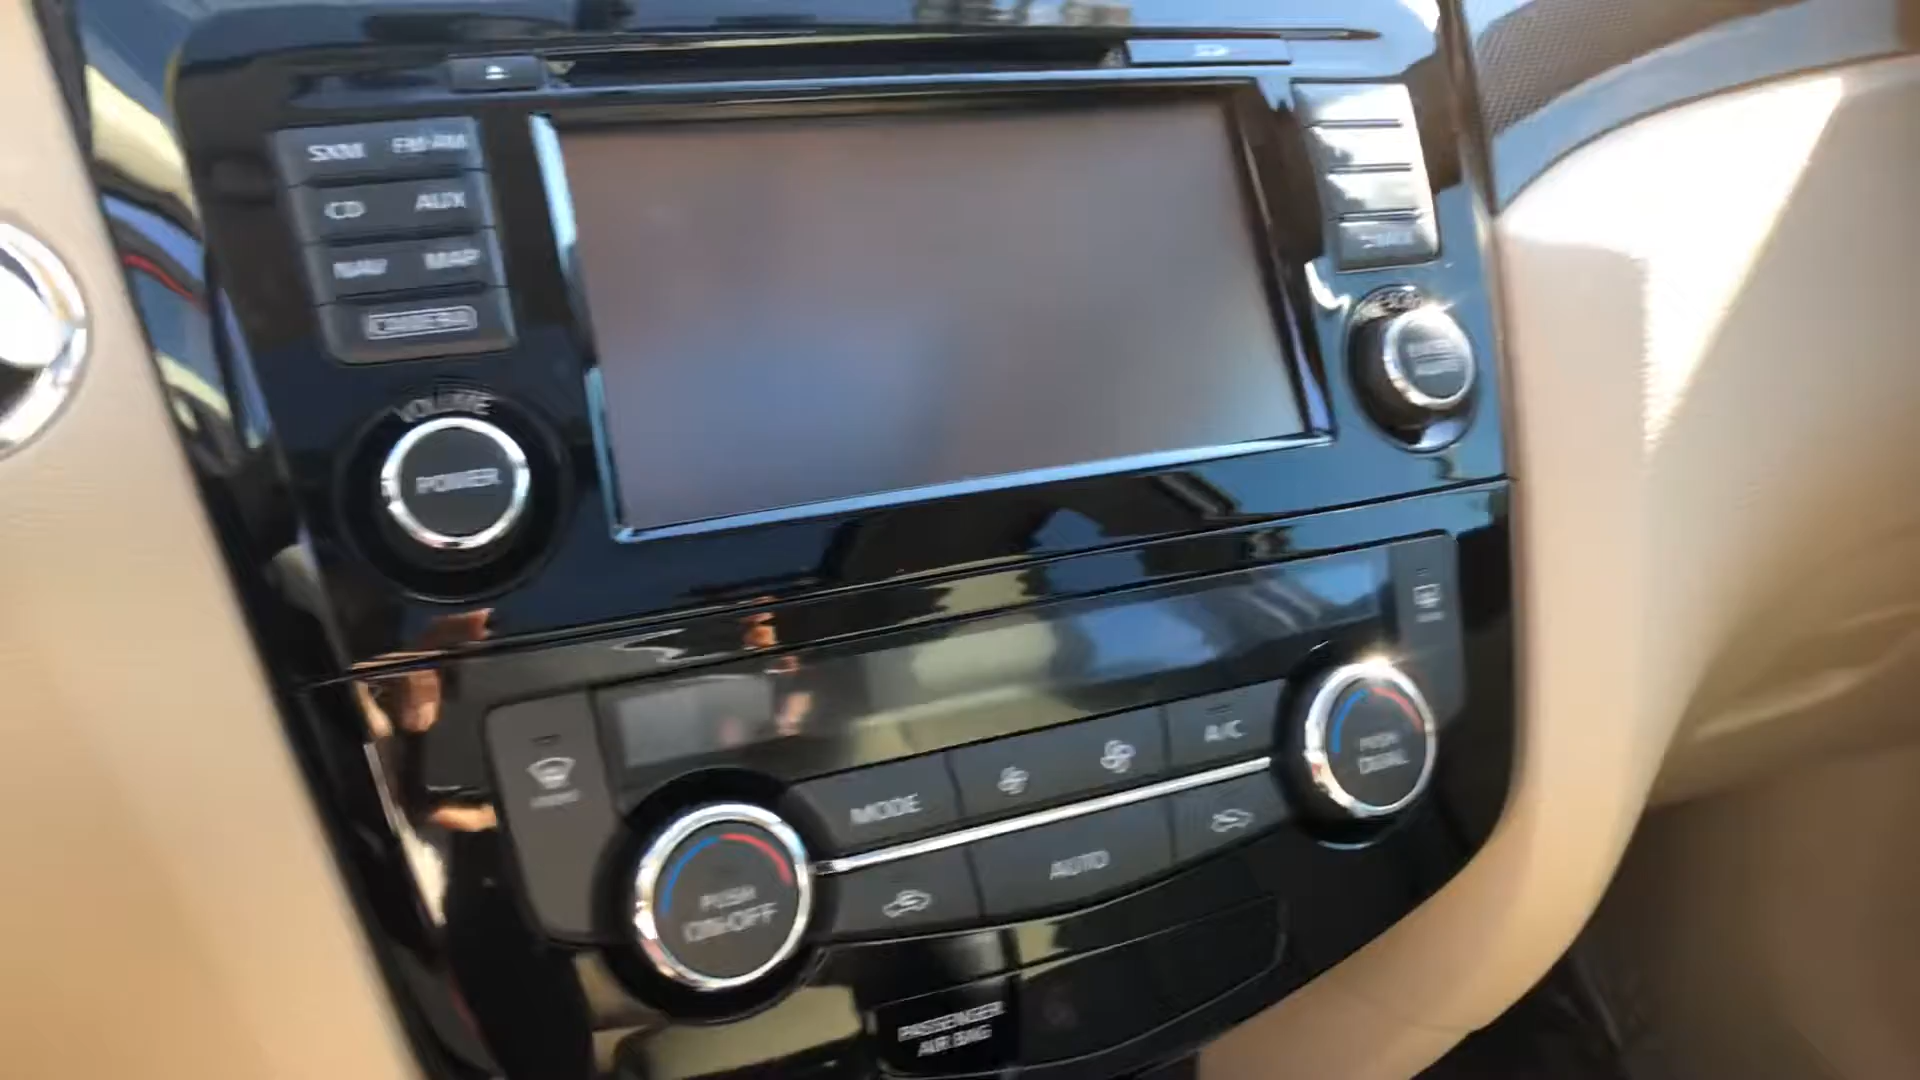 SXM FM·AM
CD AUX
NAV MAP
CAMERA
VOLUME
POWER
A/C
MODE
PUSH
DUAL
AUTO
PUSH
ON·OFF
PASSENGER
AIR BAG